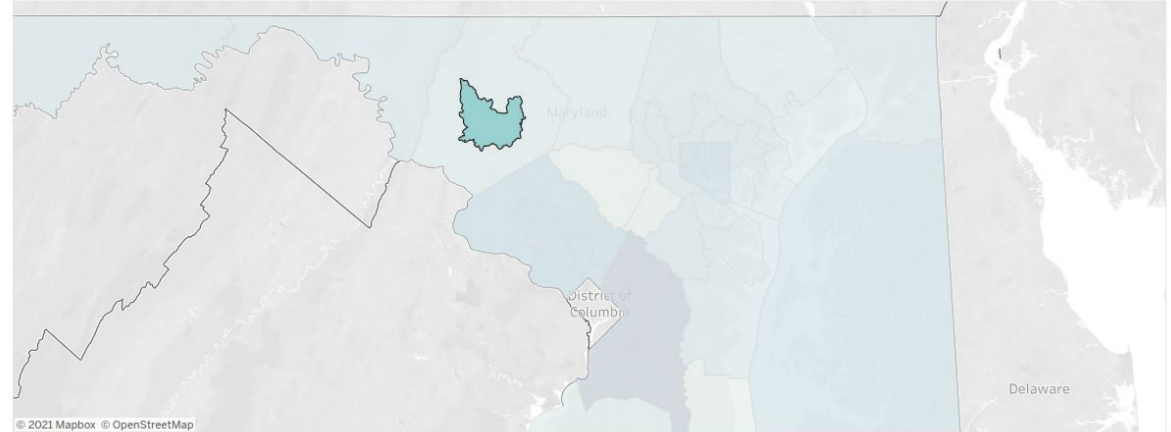 Maryland
District of
Columbia
Delaware
© 2021 Mapbox © OpenStreetMap